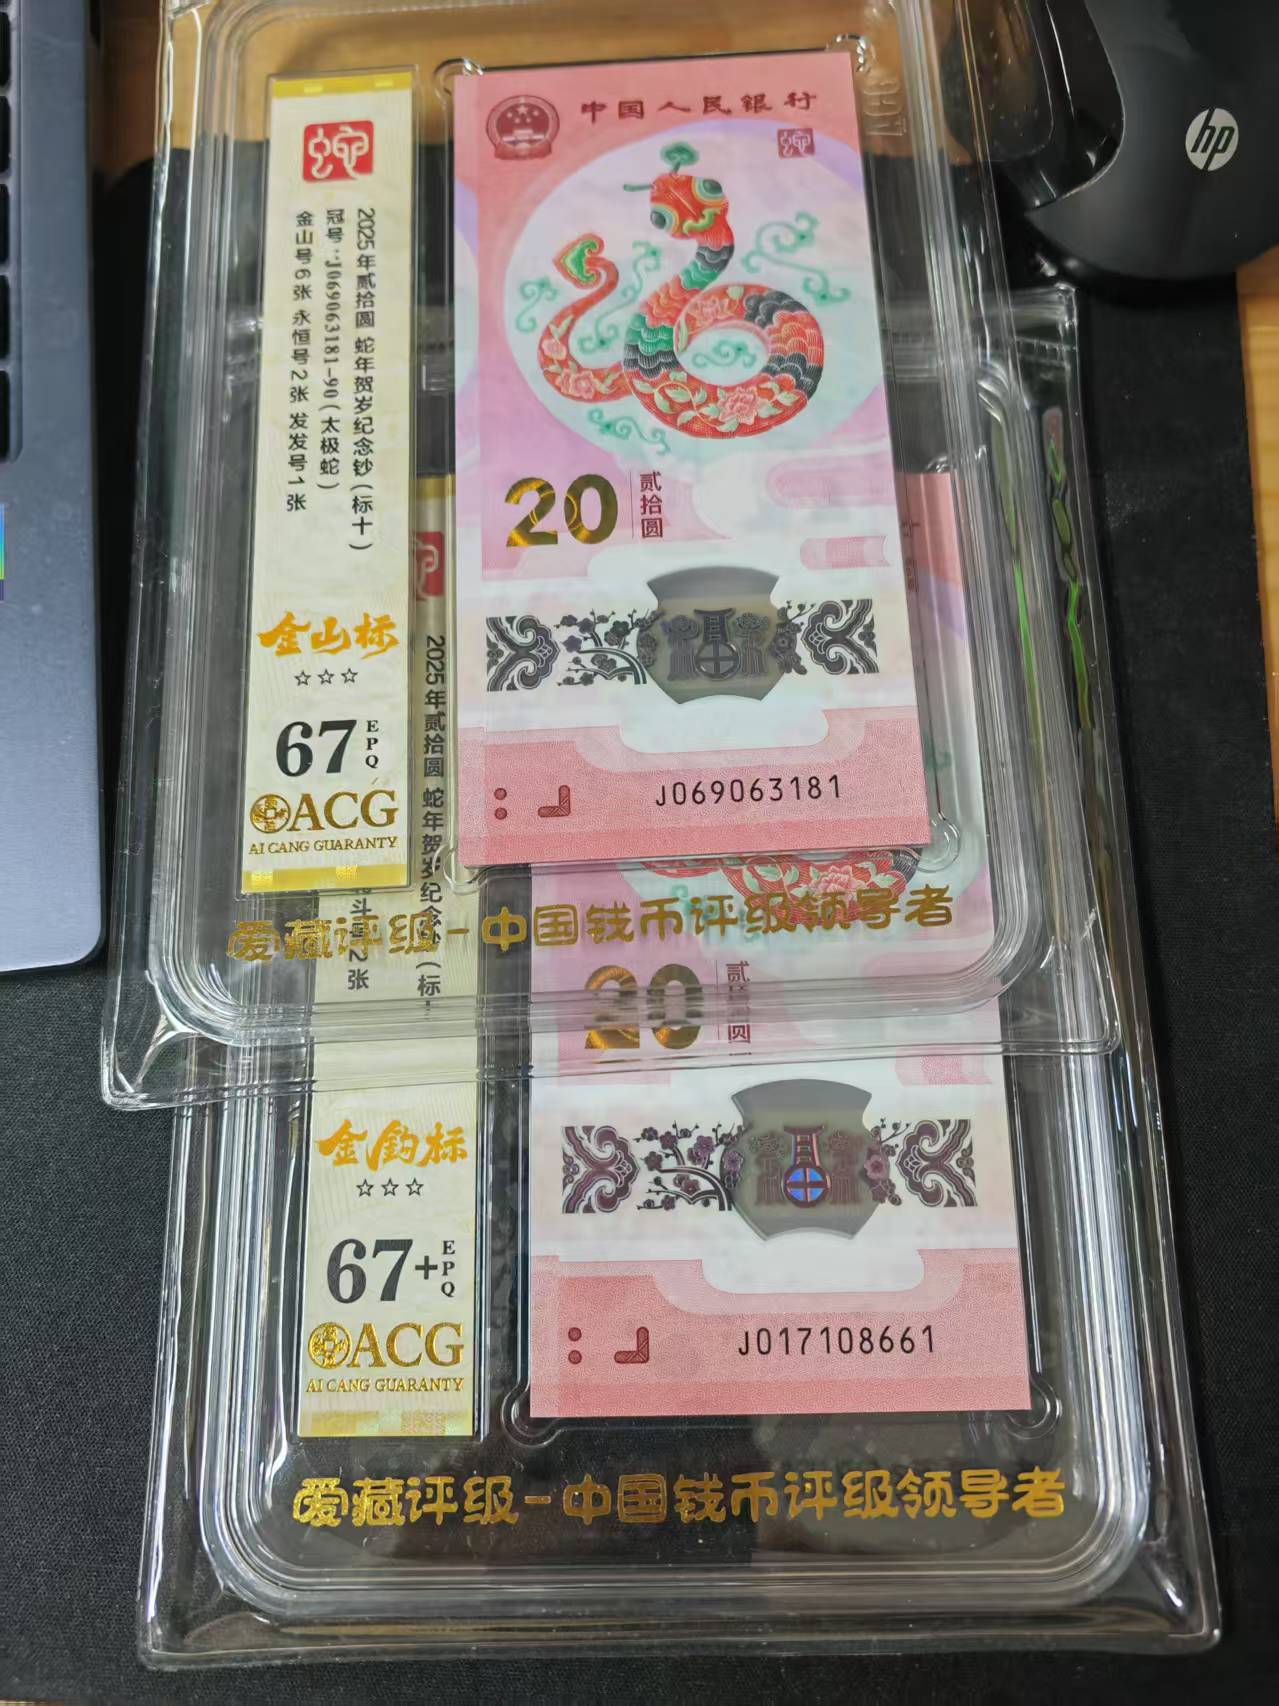 hp
蛇
2025年贰拾圆 蛇年贺岁纪念钞(标十)
冠号:J069063181-90(太极蛇)
金山号6张 永恒号2张 发发号1张
金山标
☆☆☆
67 EPQ
ACG
AI CANG GUARANTY
中国人民银行
蛇
20 贰拾圆
J069063181
爱藏评级-中国钱币评级领导者
2025年贰拾圆 蛇年贺岁纪念钞(标十
2张
金钩标
☆☆☆
67+ EPQ
ACG
AI CANG GUARANTY
20 贰拾圆
J017108661
爱藏评级-中国钱币评级领导者